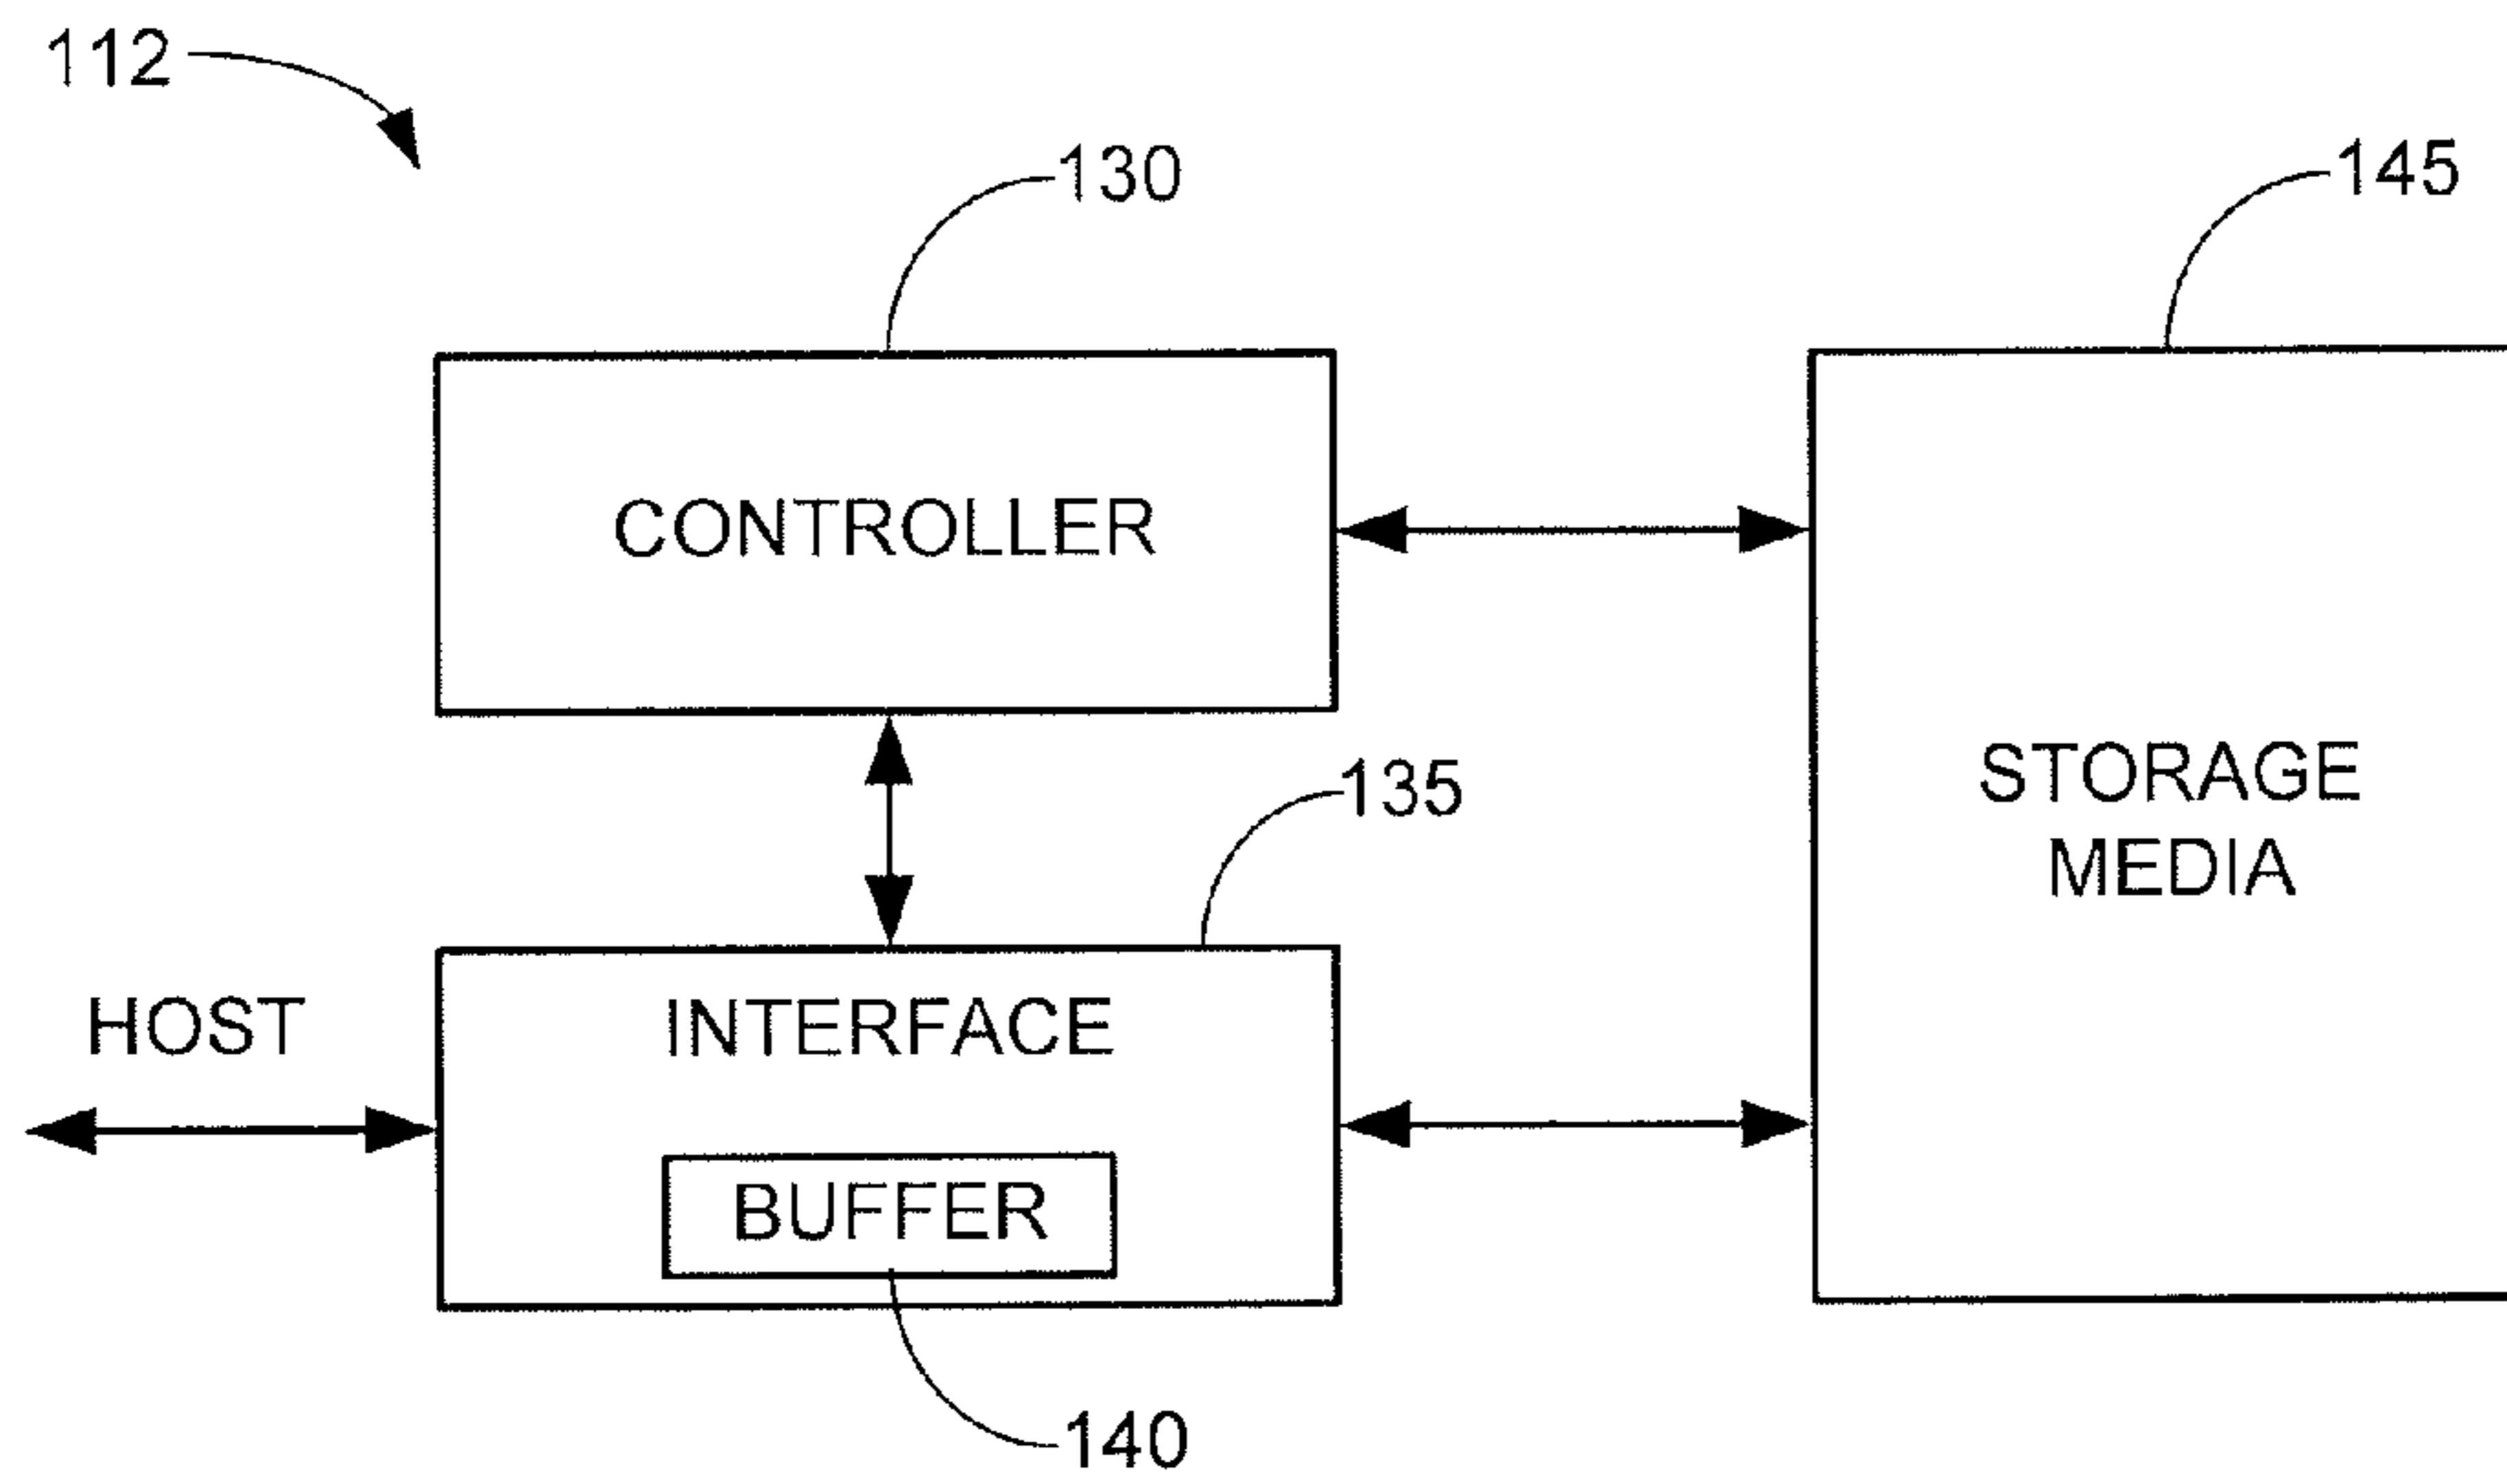 112
130
145
CONTROLLER
STORAGE
MEDIA
135
HOST
INTERFACE
BUFFER
140